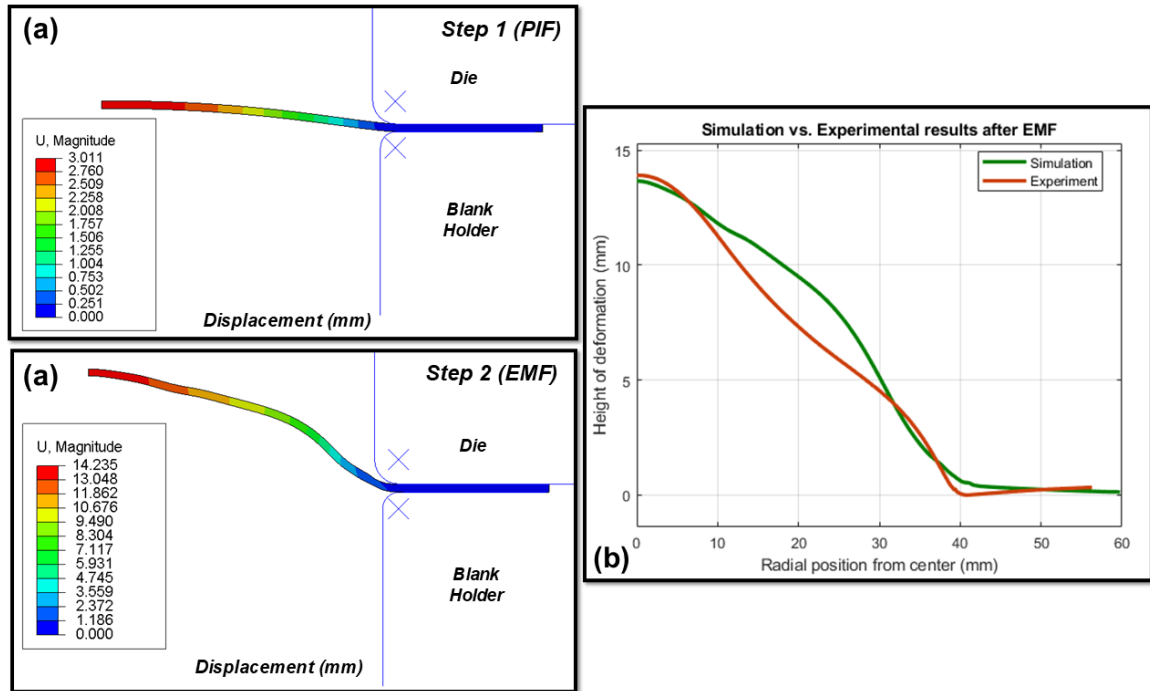 (a)
Step 1 (PIF)
Die
U, Magnitude
3.011
2.760
2.509
2.258
2.008
1.757
1.506
1.255
1.004
0.753
0.502
0.251
0.000
Blank
Holder
Displacement (mm)
(a)
Step 2 (EMF)
Die
U, Magnitude
14.235
13.048
11.862
10.676
9.490
8.304
7.117
5.931
4.745
3.559
2.372
1.186
0.000
Blank
Holder
Displacement (mm)
Simulation vs. Experimental results after EMF
Simulation
Experiment
Height of deformation (mm)
15
10
5
0
0 10 20 30 40 50 60
Radial position from center (mm)
(b)